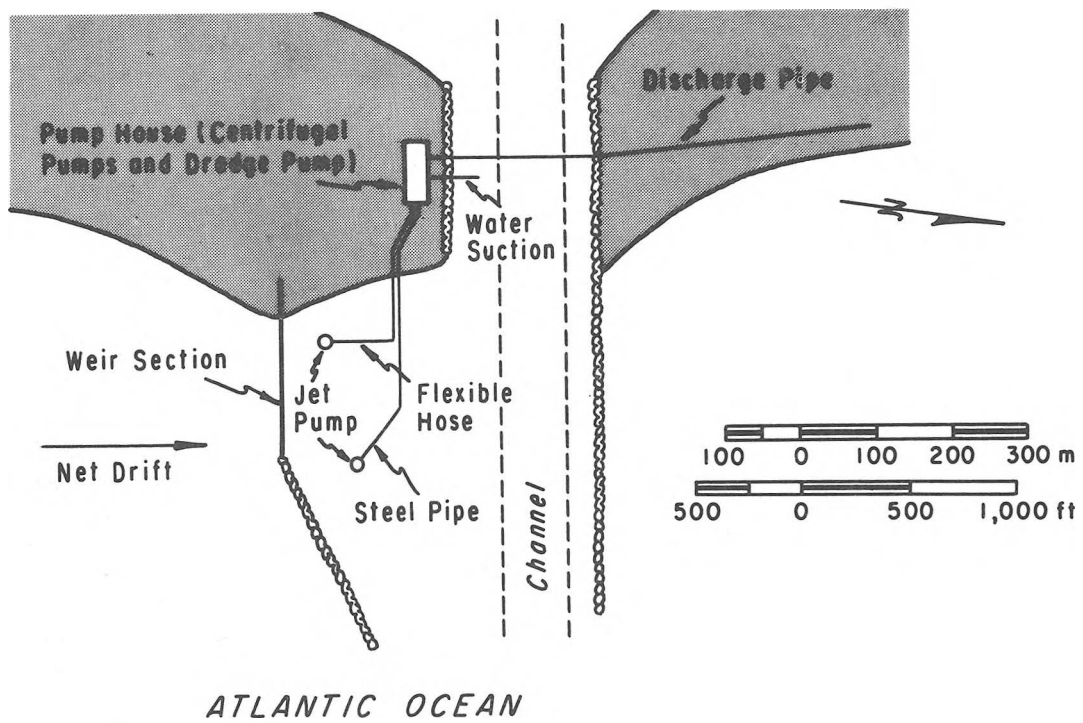 Discharge Pipe
Pump House (Centrifugal
Pumps and Dredge Pump)
Water
Suction
N
Weir Section
Jet
Pump
Flexible
Hose
Net Drift
Steel Pipe
Channel
100 0 100 200 300 m
500 0 500 1,000 ft
ATLANTIC OCEAN